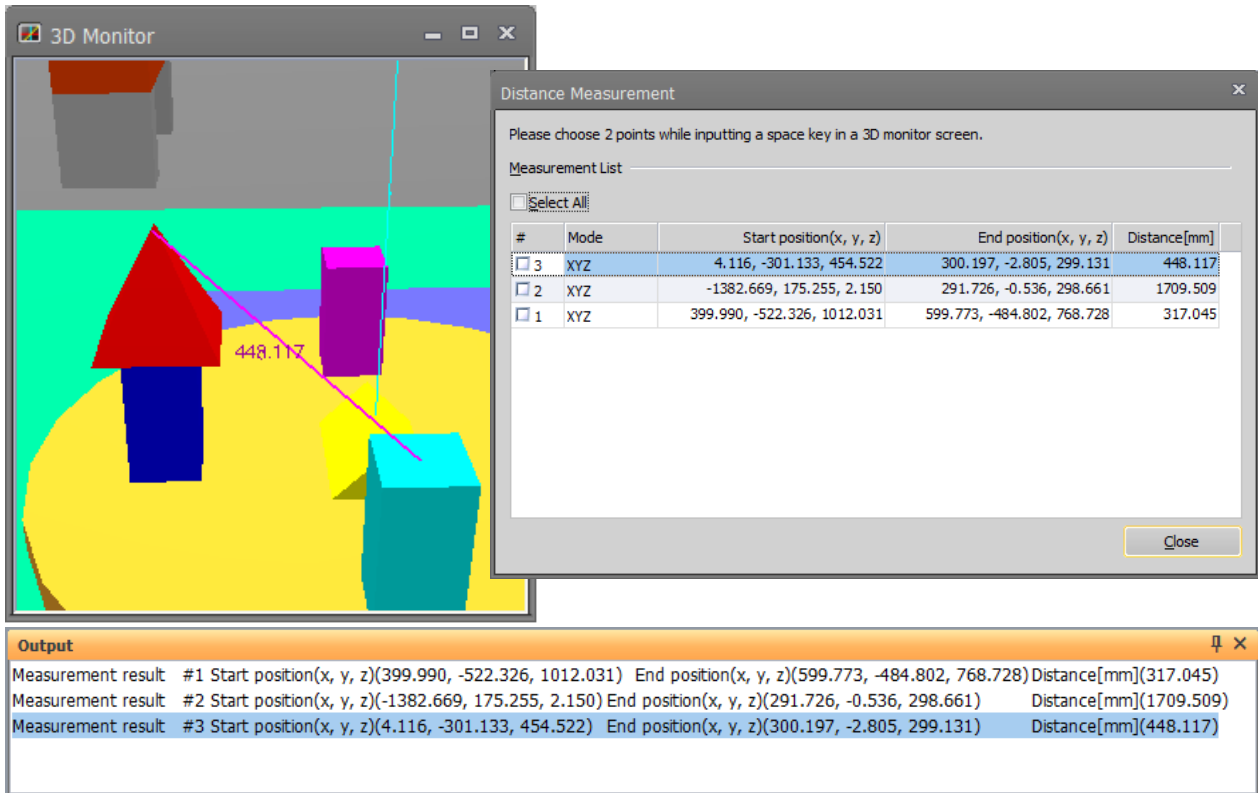 3D Monitor
448.117
Distance Measurement
Please choose 2 points while inputting a space key in a 3D monitor screen.
Measurement List
Select All
# Mode Start position(x, y, z) End position(x, y, z) Distance[mm]
3 XYZ 4.116, -301.133, 454.522 300.197, -2.805, 299.131 448.117
2 XYZ -1382.669, 175.255, 2.150 291.726, -0.536, 298.661 1709.509
1 XYZ 399.990, -522.326, 1012.031 599.773, -484.802, 768.728 317.045
Close
Output
Measurement result #1 Start position(x, y, z)(399.990, -522.326, 1012.031) End position(x, y, z)(599.773, -484.802, 768.728) Distance[mm](317.045)
Measurement result #2 Start position(x, y, z)(-1382.669, 175.255, 2.150) End position(x, y, z)(291.726, -0.536, 298.661) Distance[mm](1709.509)
Measurement result #3 Start position(x, y, z)(4.116, -301.133, 454.522) End position(x, y, z)(300.197, -2.805, 299.131) Distance[mm](448.117)